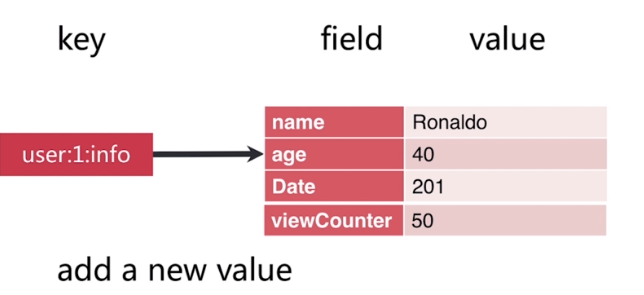 key field value
name Ronaldo
user:1:info age 40
Date 201
viewCounter 50
add a new value